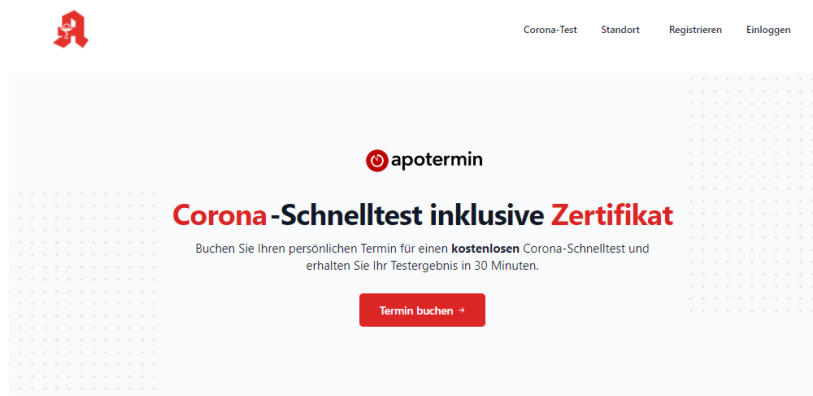 Corona-Test Standort Registrieren Einloggen
apotermin
Corona-Schnelltest inklusive Zertifikat
Buchen Sie Ihren persönlichen Termin für einen kostenlosen Corona-Schnelltest und
erhalten Sie Ihr Testergebnis in 30 Minuten.
Termin buchen →